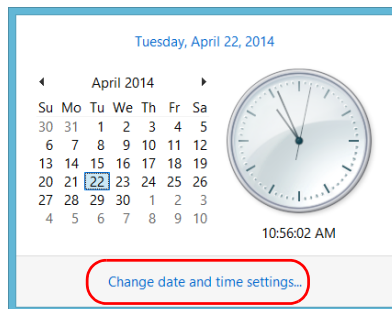 Tuesday, April 22, 2014
April 2014
Su Mo Tu We Th Fr Sa
30 31 1 2 3 4 5
6 7 8 9 10 11 12
13 14 15 16 17 18 19
20 21 22 23 24 25 26
27 28 29 30 1 2 3
4 5 6 7 8 9 10
10:56:02 AM
Change date and time settings...